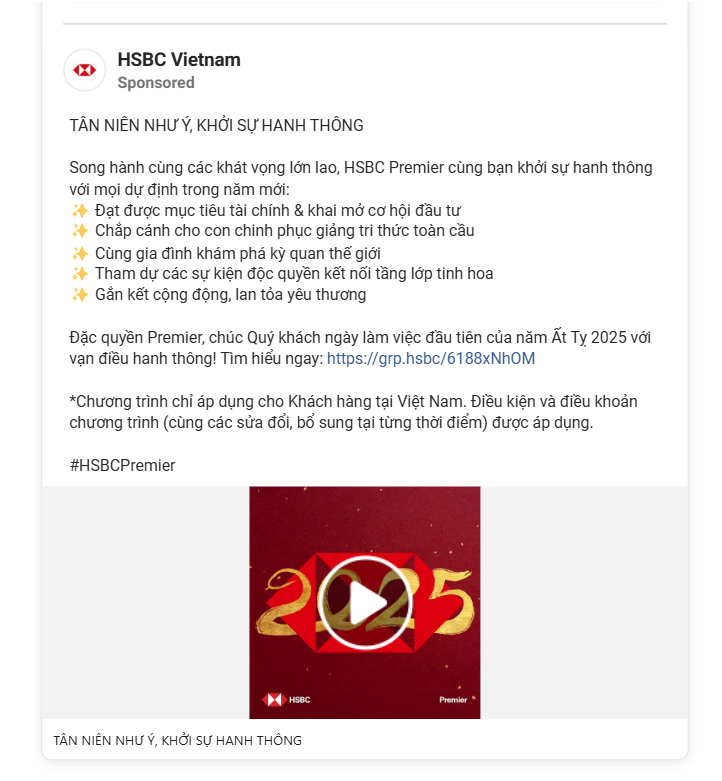 HSBC Vietnam
Sponsored
TÂN NIÊN NHƯ Ý, KHỞI SỰ HANH THÔNG
Song hành cùng các khát vọng lớn lao, HSBC Premier cùng bạn khởi sự hanh thông
với mọi dự định trong năm mới:
✨ Đạt được mục tiêu tài chính & khai mở cơ hội đầu tư
✨ Chắp cánh cho con chinh phục giảng tri thức toàn cầu
✨ Cùng gia đình khám phá kỳ quan thế giới
✨ Tham dự các sự kiện độc quyền kết nối tầng lớp tinh hoa
✨ Gắn kết cộng động, lan tỏa yêu thương
Đặc quyền Premier, chúc Quý khách ngày làm việc đầu tiên của năm Ất Tỵ 2025 với
vạn điều hanh thông! Tìm hiểu ngay: https://grp.hsbc/6188xNhOM
*Chương trình chỉ áp dụng cho Khách hàng tại Việt Nam. Điều kiện và điều khoản
chương trình (cùng các sửa đổi, bổ sung tại từng thời điểm) được áp dụng.
#HSBCPremier
2025
HSBC
Premier
TÂN NIÊN NHƯ Ý, KHỞI SỰ HANH THÔNG